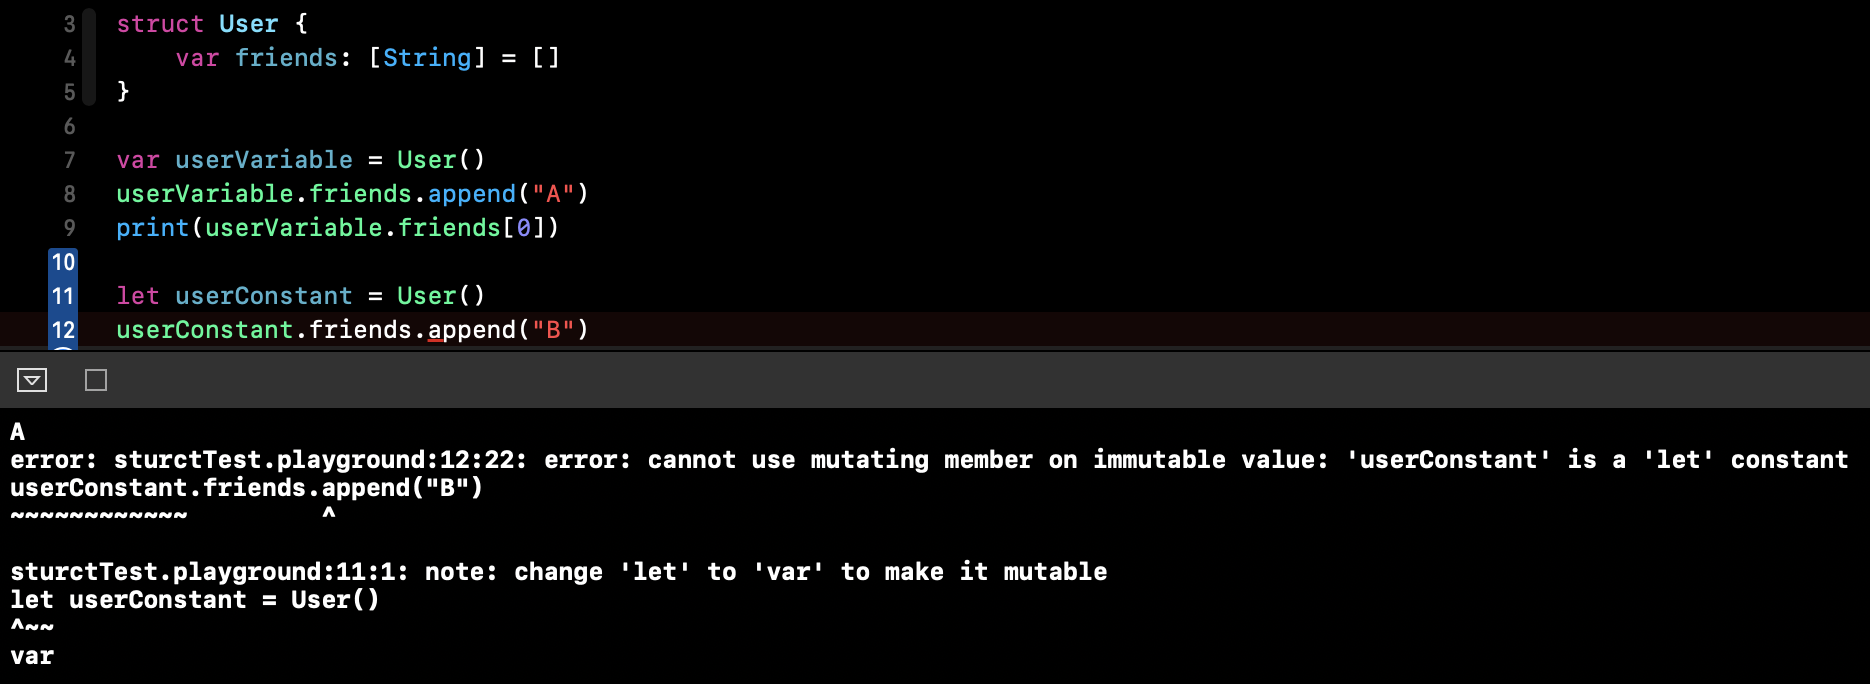 3 struct User {
4     var friends: [String] = []
5 }
6
7 var userVariable = User()
8 userVariable.friends.append("A")
9 print(userVariable.friends[0])
10
11 let userConstant = User()
12 userConstant.friends.append("B")
A
error: sturctTest.playground:12:22: error: cannot use mutating member on immutable value: 'userConstant' is a 'let' constant
userConstant.friends.append("B")
~~~~~~~~~~~~         ^
sturctTest.playground:11:1: note: change 'let' to 'var' to make it mutable
let userConstant = User()
^~~
var